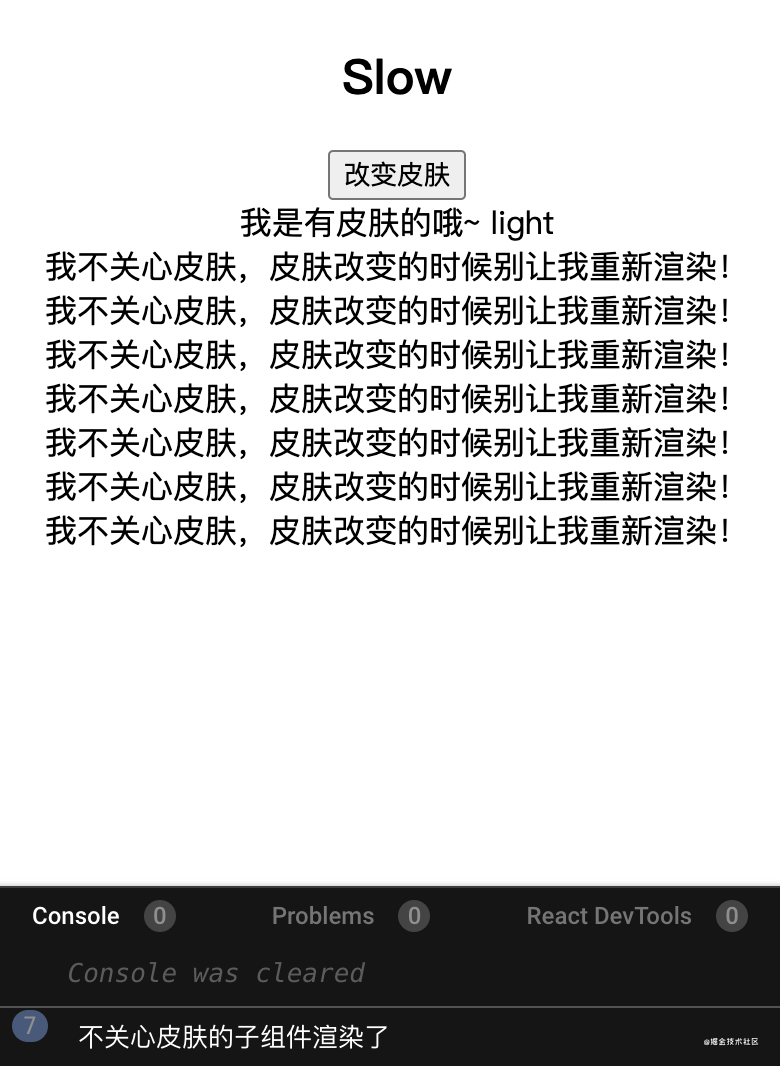 Slow
改变皮肤
我是有皮肤的哦~ light
我不关心皮肤，皮肤改变的时候别让我重新渲染！
我不关心皮肤，皮肤改变的时候别让我重新渲染！
我不关心皮肤，皮肤改变的时候别让我重新渲染！
我不关心皮肤，皮肤改变的时候别让我重新渲染！
我不关心皮肤，皮肤改变的时候别让我重新渲染！
我不关心皮肤，皮肤改变的时候别让我重新渲染！
我不关心皮肤，皮肤改变的时候别让我重新渲染！
Console 0 Problems 0 React DevTools 0
Console was cleared
7 不关心皮肤的子组件渲染了
@掘金技术社区